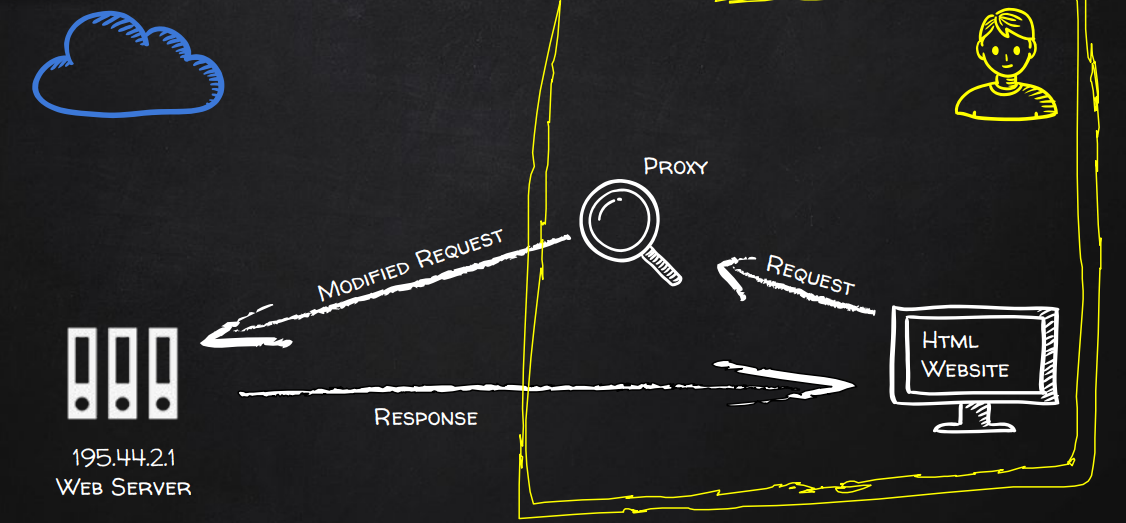 Proxy
Modified Request
Request
Html
Website
Response
195.44.2.1
Web Server